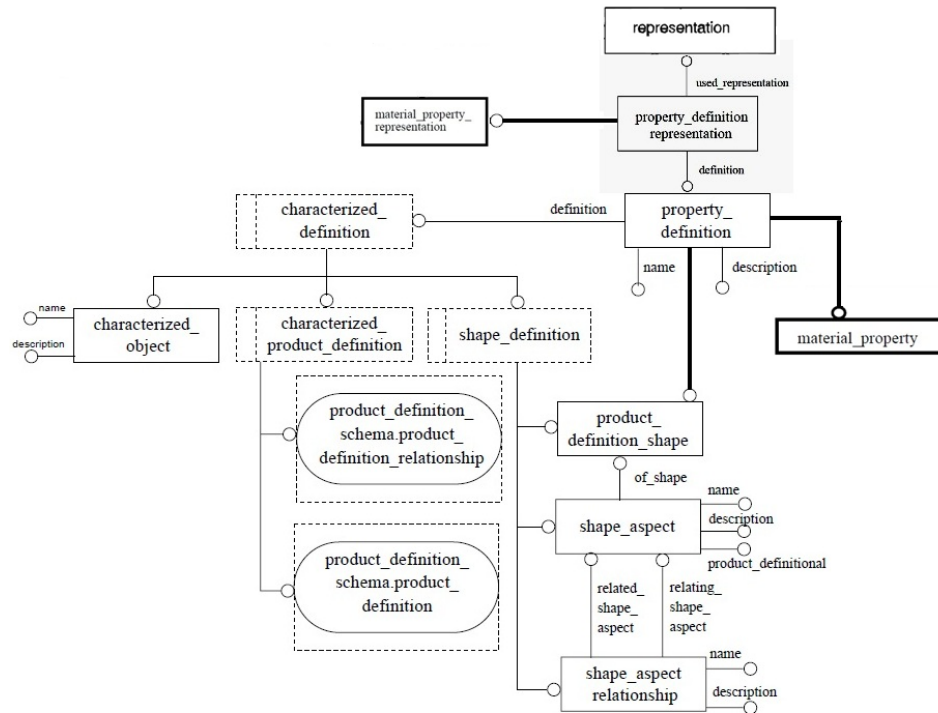 representation
used_representation
material_property_
representation
property_definition
representation
definition
characterized_
definition
definition
property_
definition
name
description
name
description
characterized_
object
characterized_
product_definition
shape_definition
material_property
product_definition_
schema.product_
definition_relationship
product_
definition_shape
of_shape
name
description
product_definitional
shape_aspect
product_definition_
schema.product_
definition
related_
shape_
aspect
relating_
shape_
aspect
shape_aspect
relationship
name
description